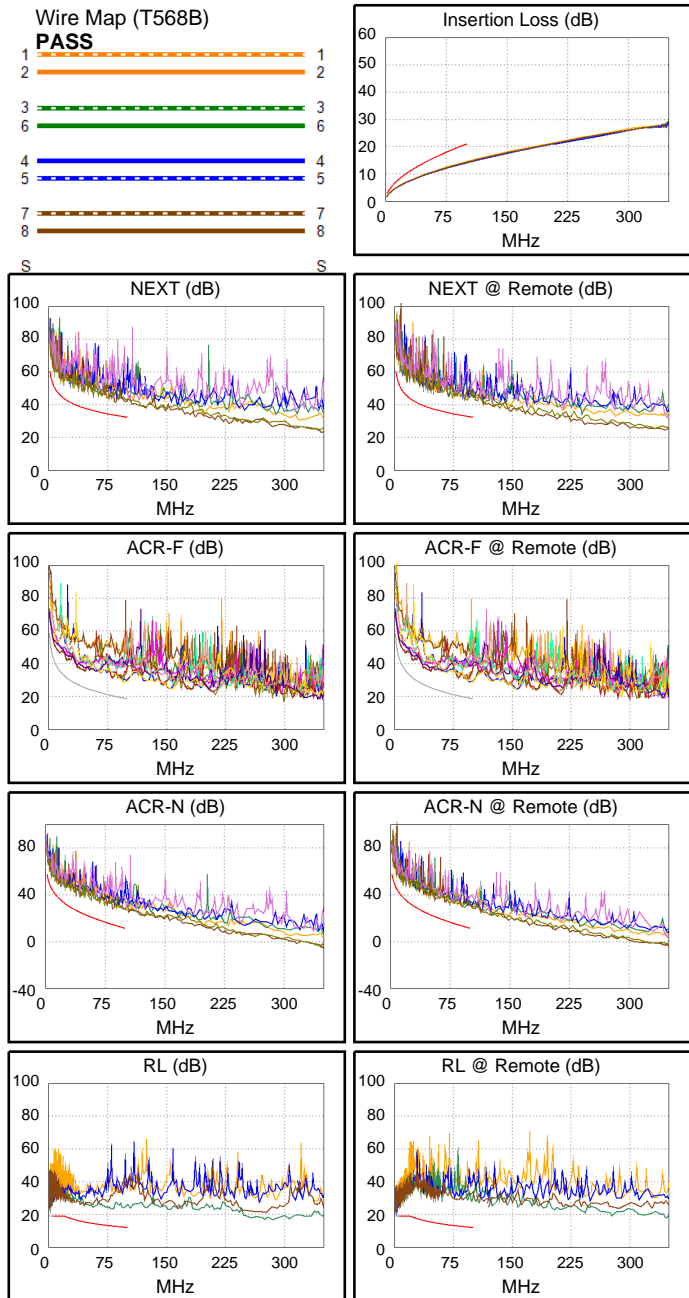 Wire Map (T568B)
PASS
1 1
2 2
3 3
6 6
4 4
5 5
7 7
8 8
S S
Insertion Loss (dB)
60
50
40
30
20
10
0
0 75 150 225 300
MHz
NEXT (dB)
100
80
60
40
20
0
0 75 150 225 300
MHz
NEXT @ Remote (dB)
100
80
60
40
20
0
0 75 150 225 300
MHz
ACR-F (dB)
100
80
60
40
20
0
0 75 150 225 300
MHz
ACR-F @ Remote (dB)
100
80
60
40
20
0
0 75 150 225 300
MHz
ACR-N (dB)
80
40
0
-40
0 75 150 225 300
MHz
ACR-N @ Remote (dB)
80
40
0
-40
0 75 150 225 300
MHz
RL (dB)
100
80
60
40
20
0
0 75 150 225 300
MHz
RL @ Remote (dB)
100
80
60
40
20
0
0 75 150 225 300
MHz